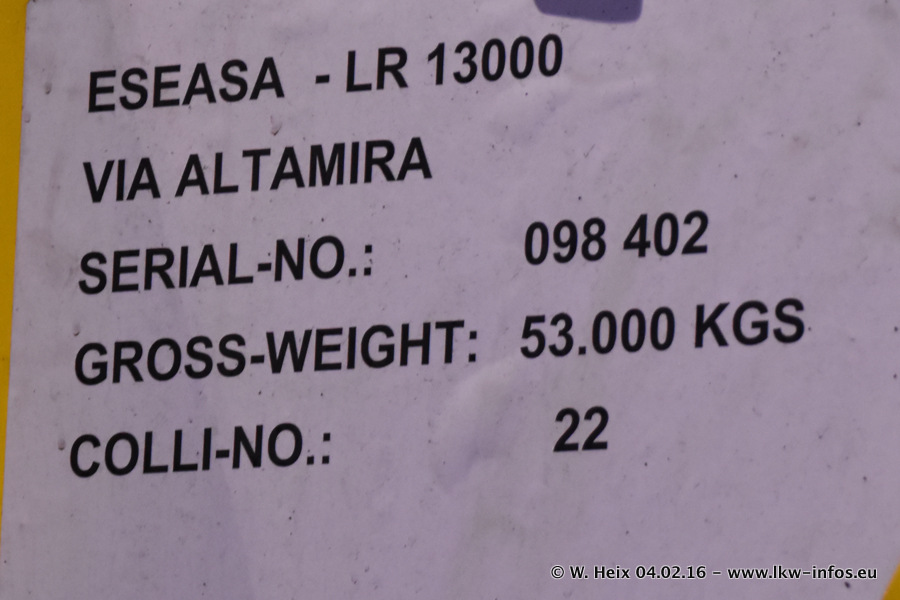 ESEASA - LR 13000
VIA ALTAMIRA
SERIAL-NO.: 098 402
GROSS-WEIGHT: 53.000 KGS
COLLI-NO.: 22
© W. Heix 04.02.16 – www.lkw-infos.eu